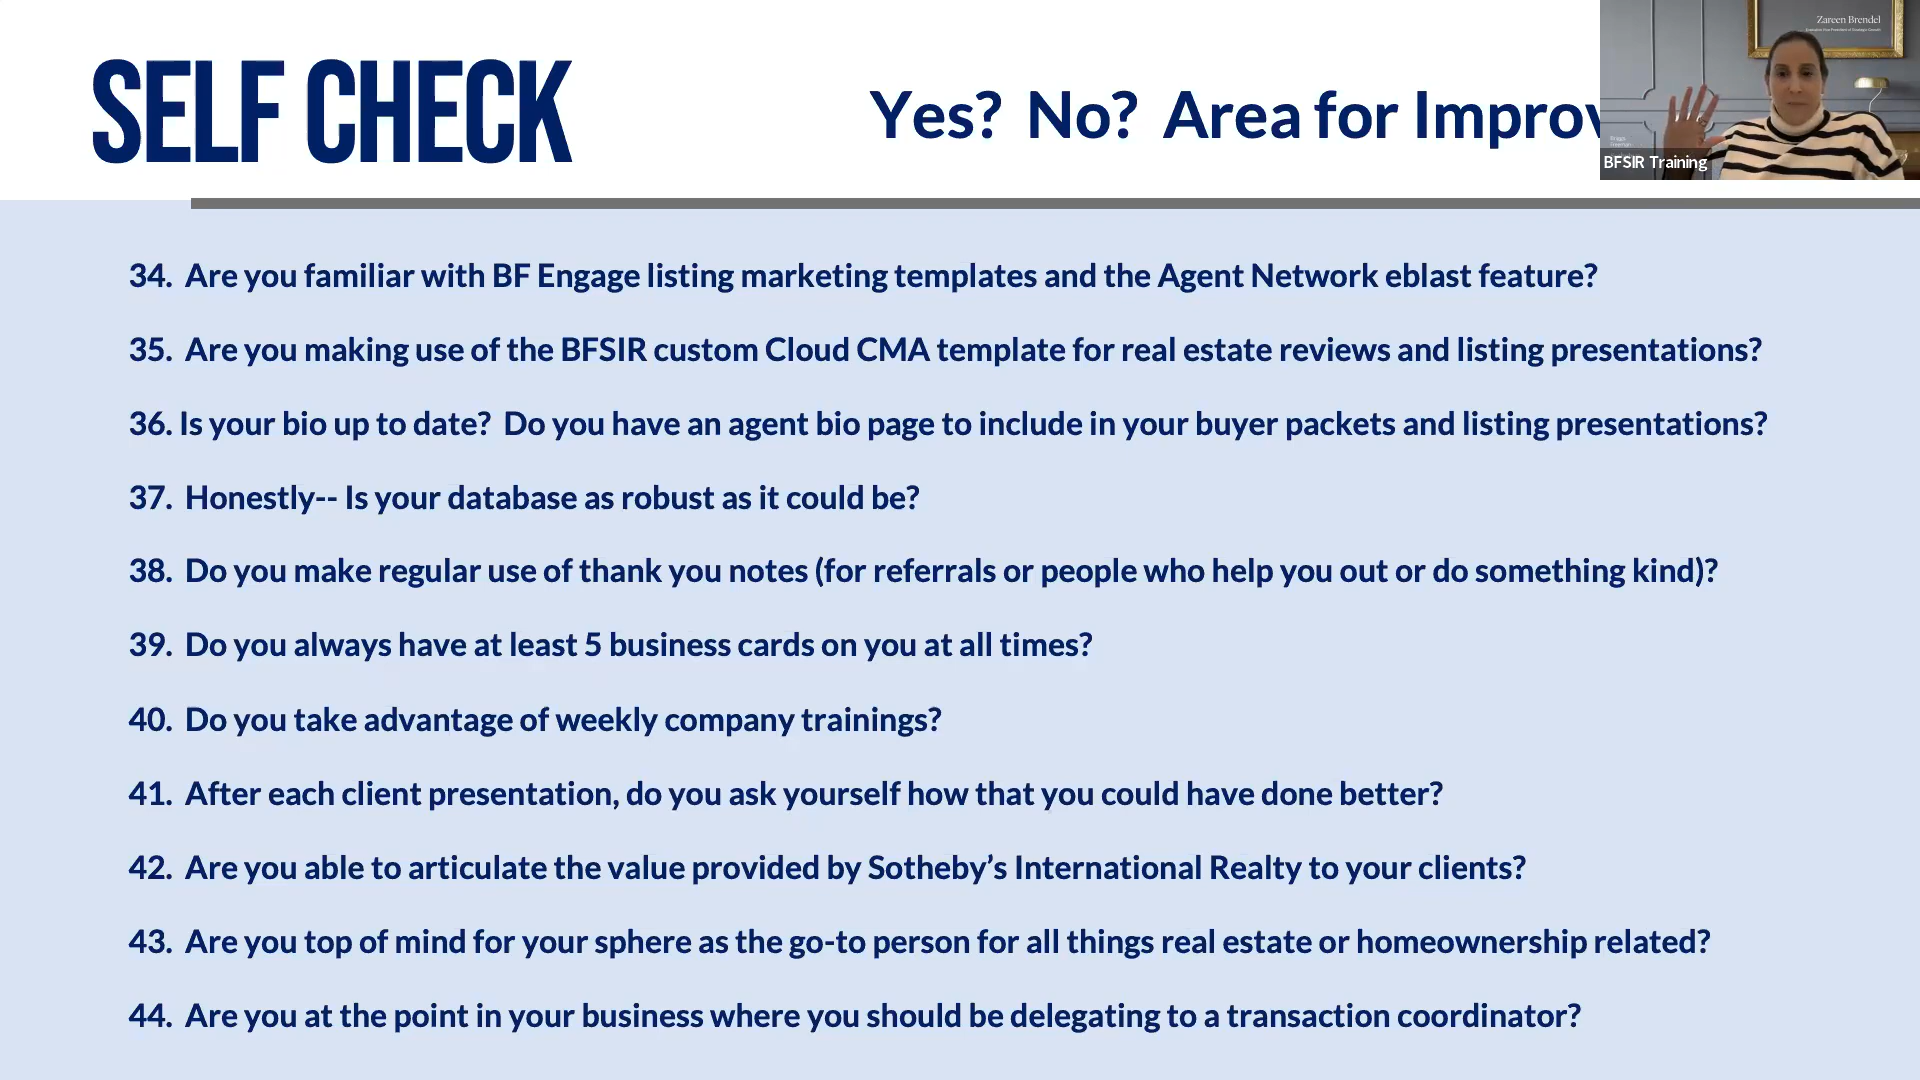 SELF CHECK
Yes? No? Area for Improv
Zareen Brendel
Executive Vice President of Strategic Growth
BFSIR Training
34. Are you familiar with BF Engage listing marketing templates and the Agent Network eblast feature?
35. Are you making use of the BFSIR custom Cloud CMA template for real estate reviews and listing presentations?
36. Is your bio up to date? Do you have an agent bio page to include in your buyer packets and listing presentations?
37. Honestly-- Is your database as robust as it could be?
38. Do you make regular use of thank you notes (for referrals or people who help you out or do something kind)?
39. Do you always have at least 5 business cards on you at all times?
40. Do you take advantage of weekly company trainings?
41. After each client presentation, do you ask yourself how that you could have done better?
42. Are you able to articulate the value provided by Sotheby’s International Realty to your clients?
43. Are you top of mind for your sphere as the go-to person for all things real estate or homeownership related?
44. Are you at the point in your business where you should be delegating to a transaction coordinator?